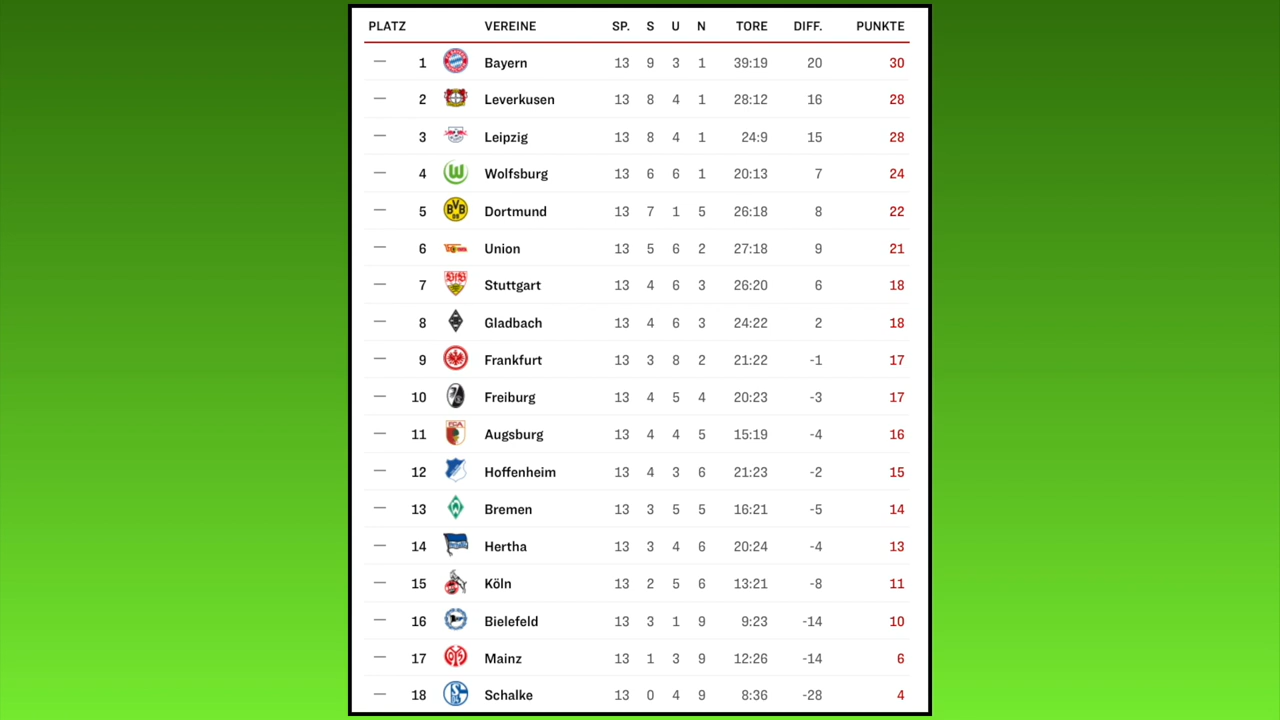 PLATZ VEREINE SP. S U N TORE DIFF. PUNKTE
— 1 Bayern 13 9 3 1 39:19 20 30
— 2 Leverkusen 13 8 4 1 28:12 16 28
— 3 Leipzig 13 8 4 1 24:9 15 28
— 4 Wolfsburg 13 6 6 1 20:13 7 24
— 5 Dortmund 13 7 1 5 26:18 8 22
— 6 Union 13 5 6 2 27:18 9 21
— 7 Stuttgart 13 4 6 3 26:20 6 18
— 8 Gladbach 13 4 6 3 24:22 2 18
— 9 Frankfurt 13 3 8 2 21:22 -1 17
— 10 Freiburg 13 4 5 4 20:23 -3 17
— 11 Augsburg 13 4 4 5 15:19 -4 16
— 12 Hoffenheim 13 4 3 6 21:23 -2 15
— 13 Bremen 13 3 5 5 16:21 -5 14
— 14 Hertha 13 3 4 6 20:24 -4 13
— 15 Köln 13 2 5 6 13:21 -8 11
— 16 Bielefeld 13 3 1 9 9:23 -14 10
— 17 Mainz 13 1 3 9 12:26 -14 6
— 18 Schalke 13 0 4 9 8:36 -28 4